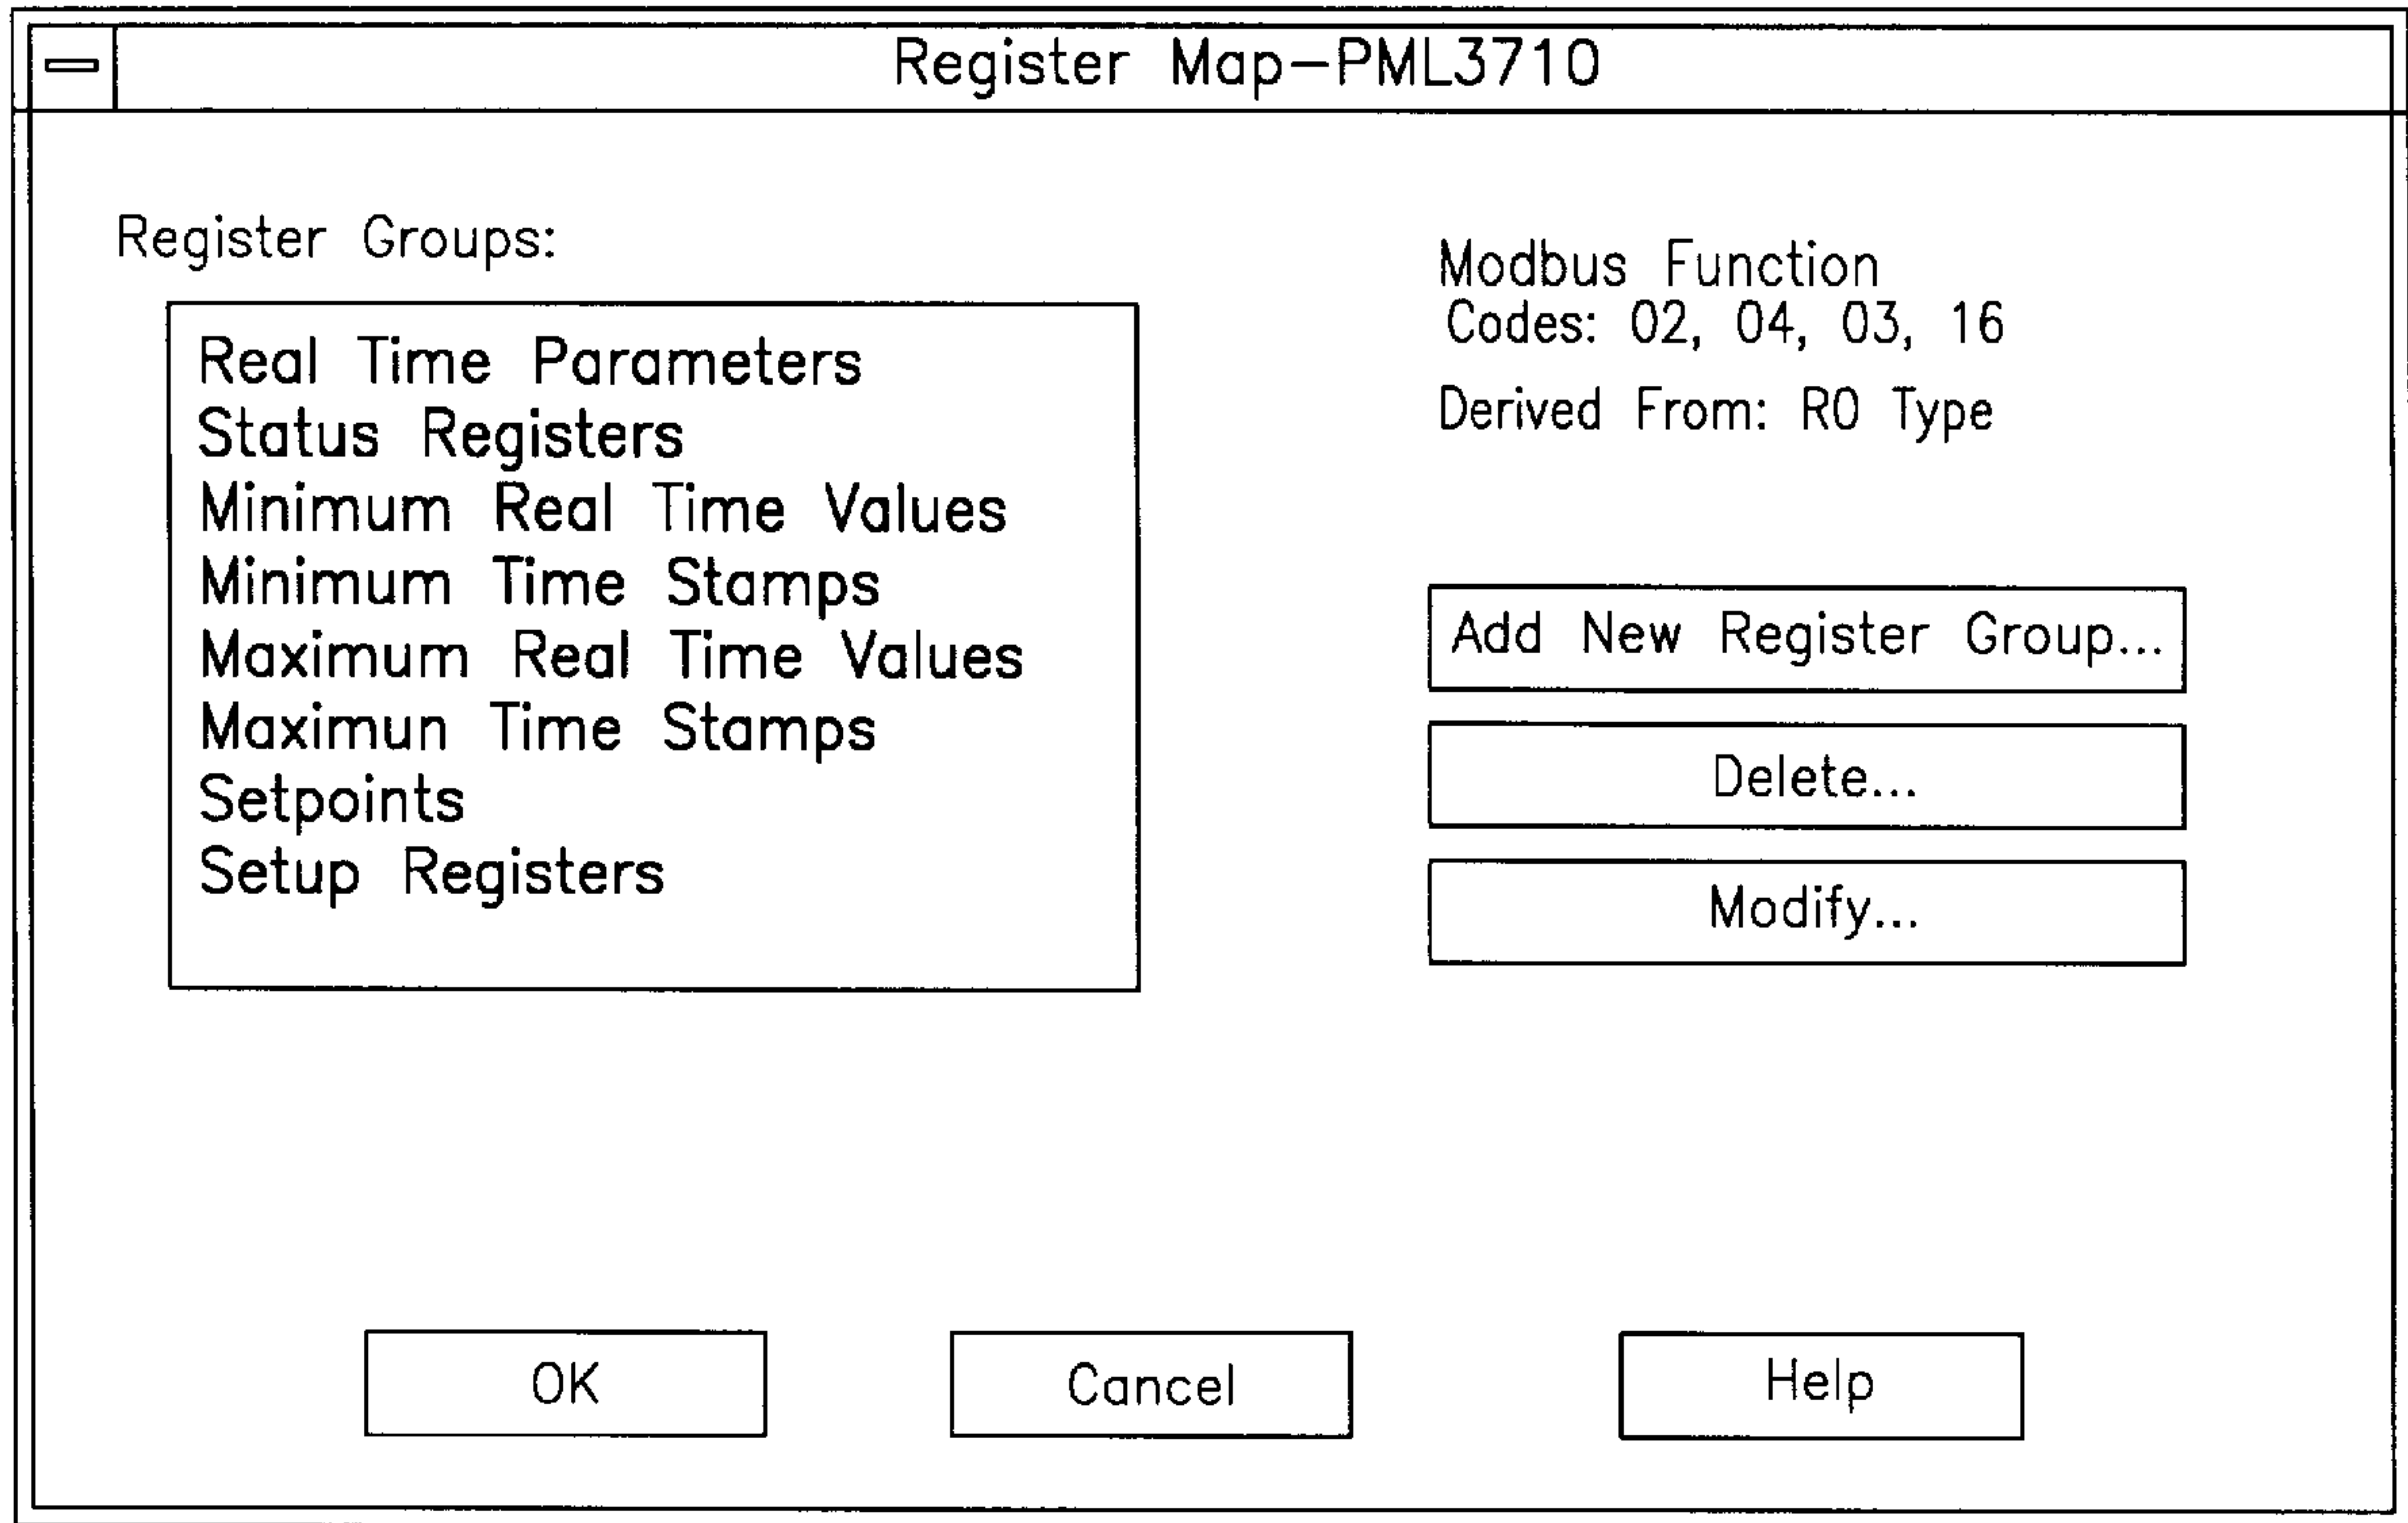 Register Map-PML3710
Register Groups:
Real Time Parameters
Status Registers
Minimum Real Time Values
Minimum Time Stamps
Maximum Real Time Values
Maximun Time Stamps
Setpoints
Setup Registers
Modbus Function
Codes: 02, 04, 03, 16
Derived From: R0 Type
Add New Register Group...
Delete...
Modify...
OK
Cancel
Help